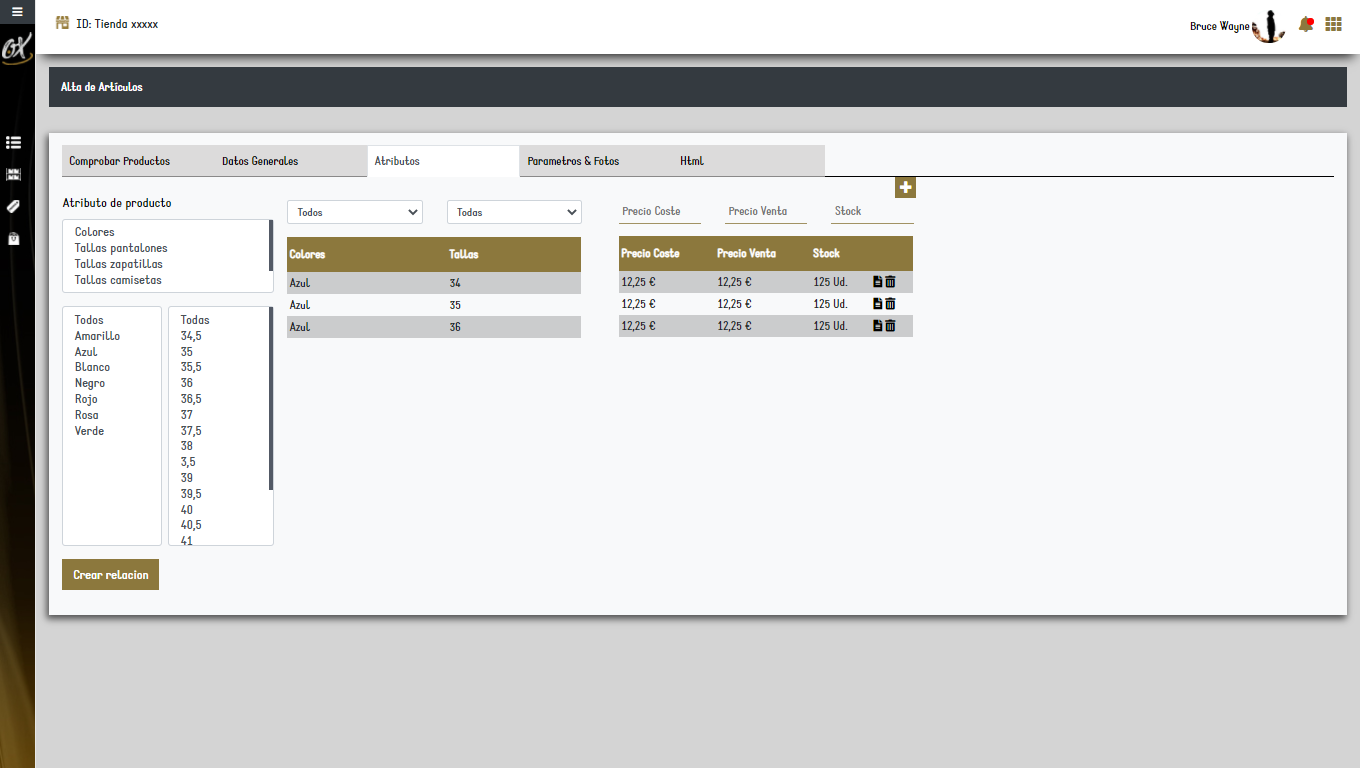 ID: Tienda xxxxx
Bruce Wayne
OX
Alta de Artículos
Comprobar Productos
Datos Generales
Atributos
Parametros & Fotos
Html
Atributo de producto
Colores
Tallas pantalones
Tallas zapatillas
Tallas camisetas
Todos
Amarillo
Azul
Blanco
Negro
Rojo
Rosa
Verde
Todas
34,5
35
35,5
36
36,5
37
37,5
38
3,5
39
39,5
40
40,5
41
Crear relacion
Todos
Todas
Colores Tallas
Azul 34
Azul 35
Azul 36
Precio Coste
Precio Venta
Stock
Precio Coste Precio Venta Stock
12,25 € 12,25 € 125 Ud.
12,25 € 12,25 € 125 Ud.
12,25 € 12,25 € 125 Ud.